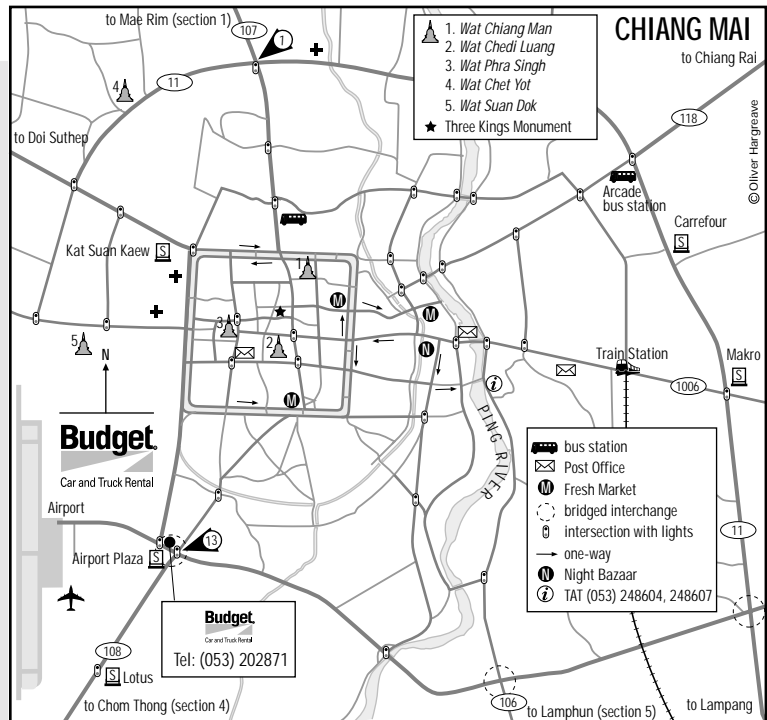 CHIANG MAI
to Mae Rim (section 1)
107
1
1. Wat Chiang Man
2. Wat Chedi Luang
3. Wat Phra Singh
4. Wat Chet Yot
5. Wat Suan Dok
Three Kings Monument
to Chiang Rai
© Oliver Hargreave
4
11
118
to Doi Suthep
Arcade
bus station
Carrefour
S
Kat Suan Kaew
S
1
M
M
3
2
N
5
N
i
Train Station
Makro
S
1006
M
PING RIVER
Budget
Car and Truck Rental
bus station
Post Office
M Fresh Market
bridged interchange
intersection with lights
one-way
N Night Bazaar
i TAT (053) 248604, 248607
11
Airport
13
Airport Plaza
S
Budget
Car and Truck Rental
Tel: (053) 202871
108
S
Lotus
to Chom Thong (section 4)
106
to Lamphun (section 5)
to Lampang